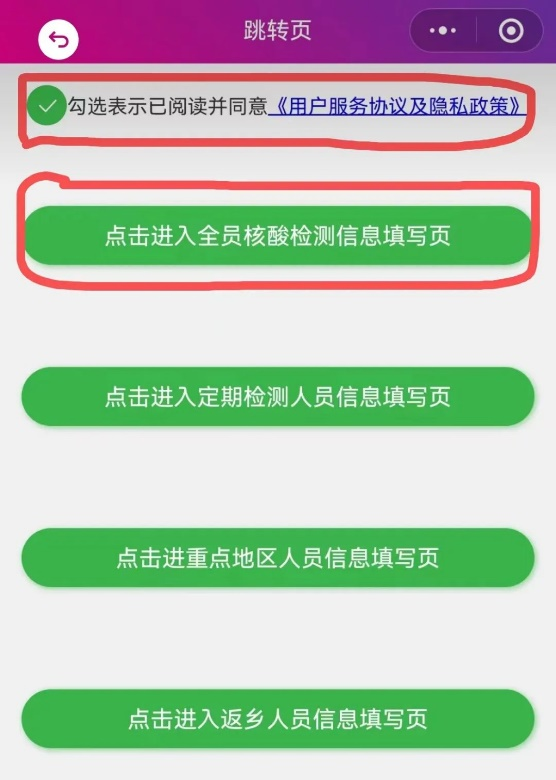 跳转页
勾选表示已阅读并同意《用户服务协议及隐私政策》
点击进入全员核酸检测信息填写页
点击进入定期检测人员信息填写页
点击进重点地区人员信息填写页
点击进入返乡人员信息填写页